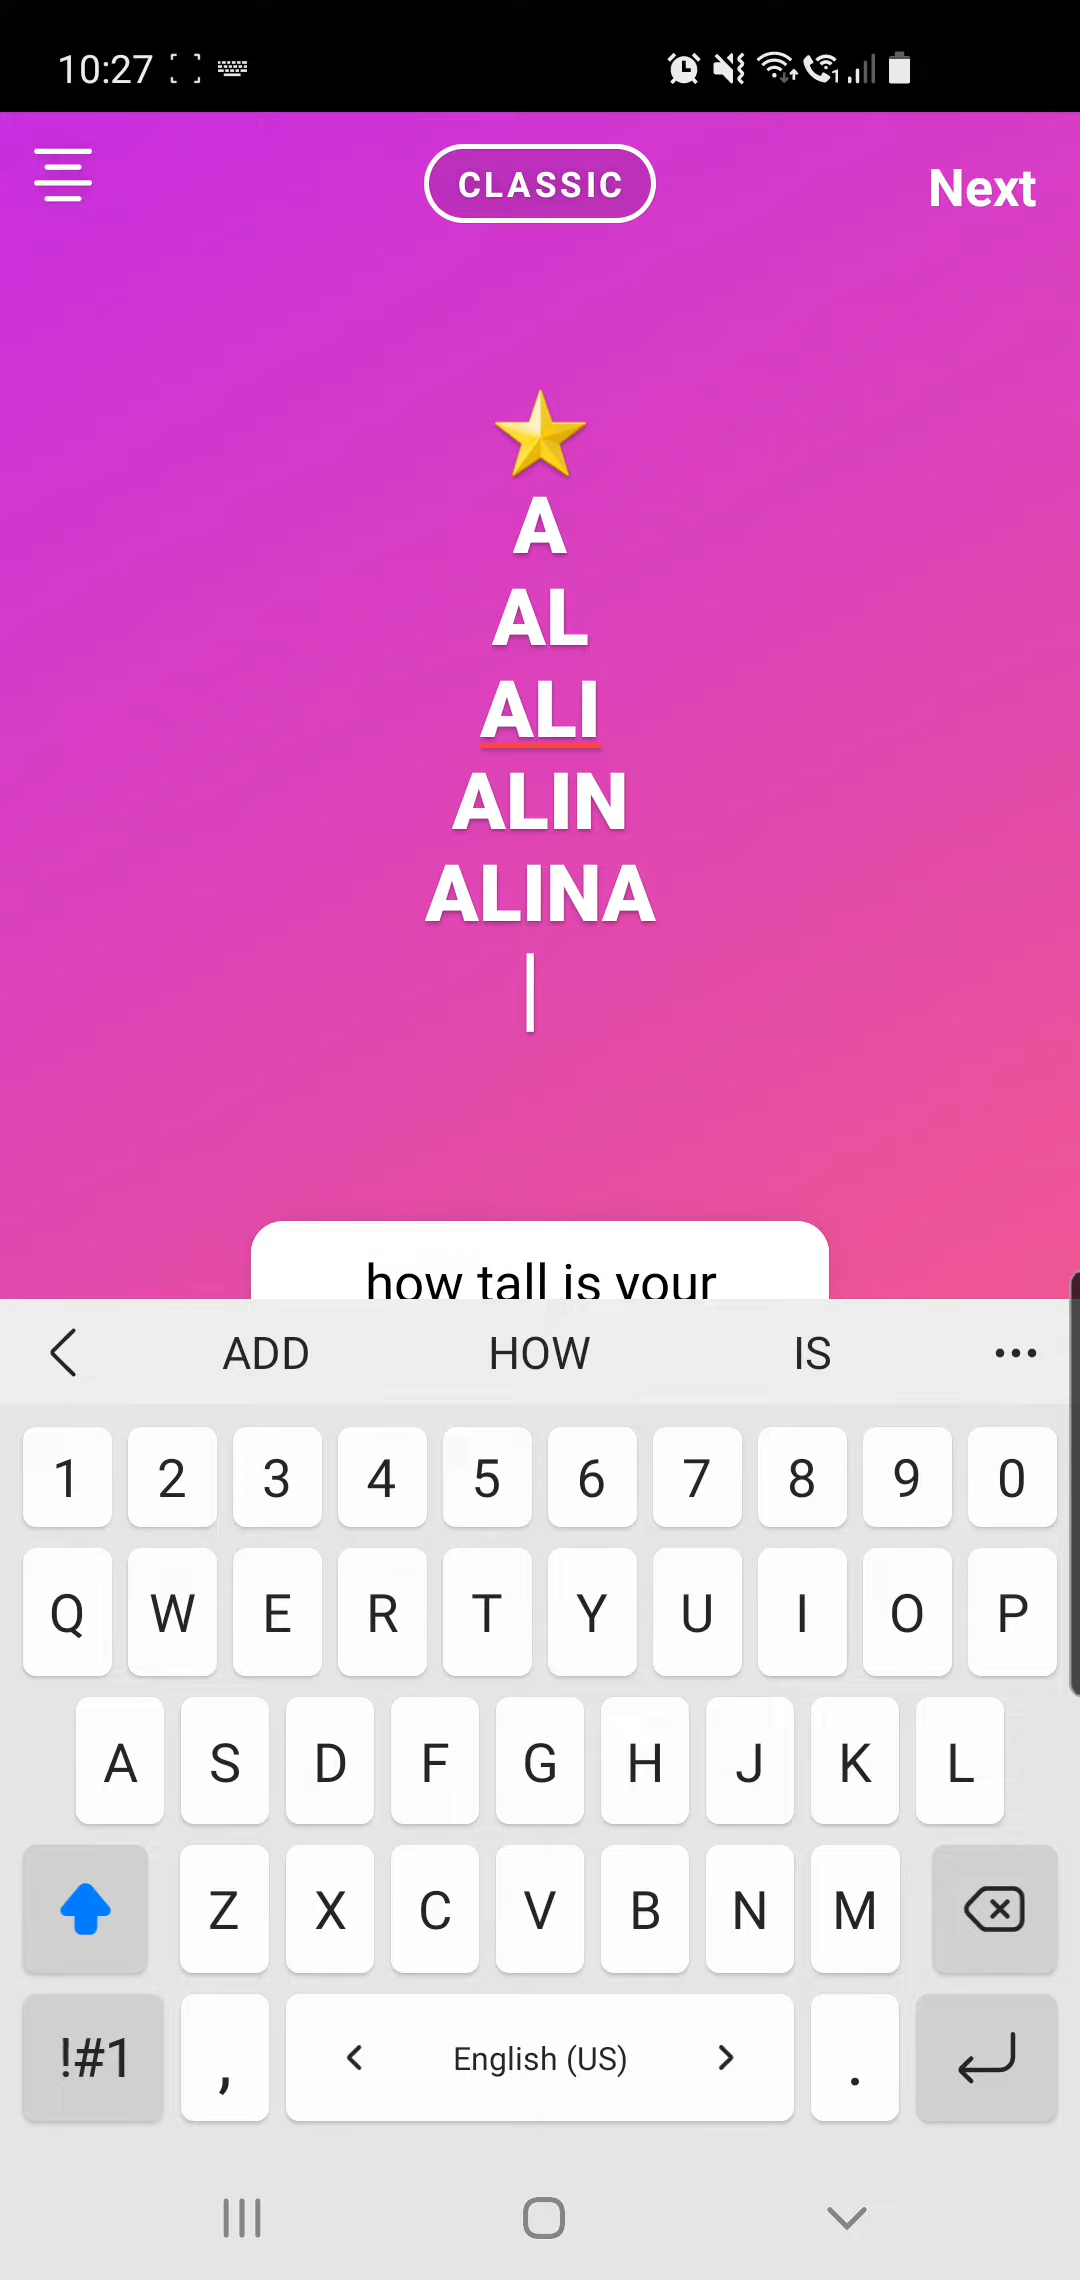 10:27
CLASSIC
Next
A
AL
ALI
ALIN
ALINA
how tall is your
ADD HOW IS
1 2 3 4 5 6 7 8 9 0
Q W E R T Y U I O P
A S D F G H J K L
Z X C V B N M
!#1 , English (US) .